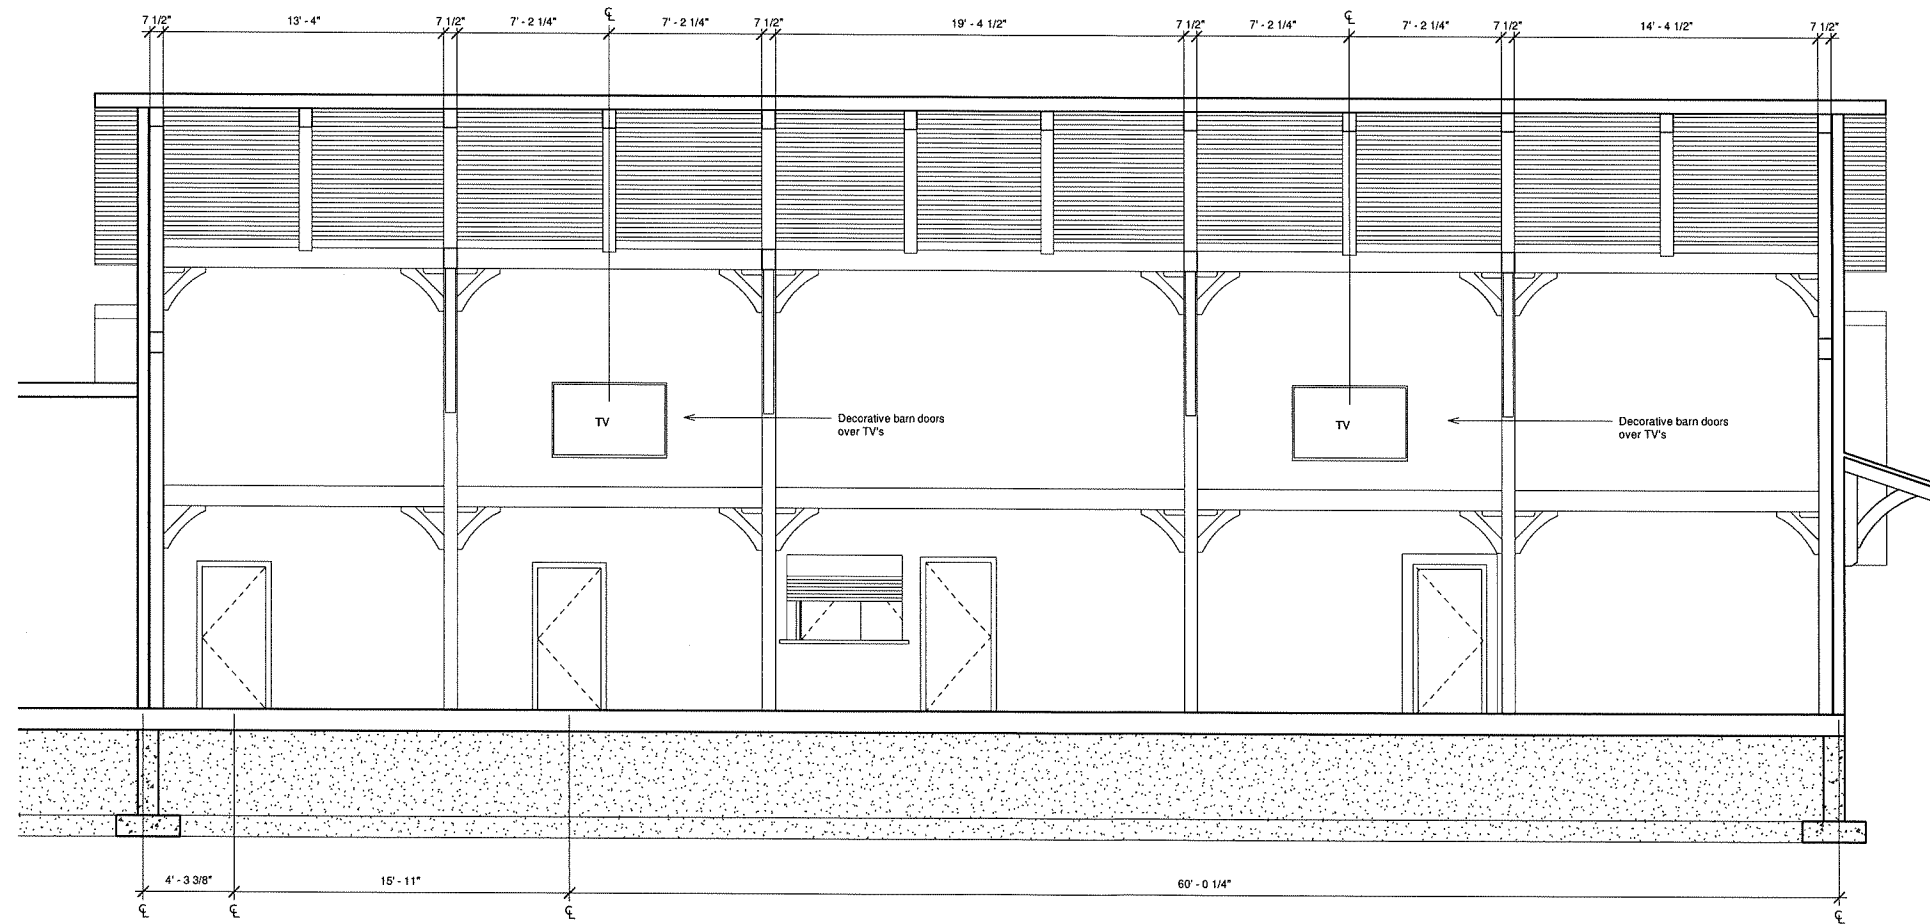 ℄ ℄
7 1/2" 13' - 4" 7 1/2" 7' - 2 1/4" 7' - 2 1/4" 7 1/2" 19' - 4 1/2" 7 1/2" 7' - 2 1/4" 7' - 2 1/4" 7 1/2" 14' - 4 1/2" 7 1/2"
TV
Decorative barn doors
over TV's
TV
Decorative barn doors
over TV's
4' - 3 3/8" 15' - 11" 60' - 0 1/4"
℄ ℄ ℄ ℄